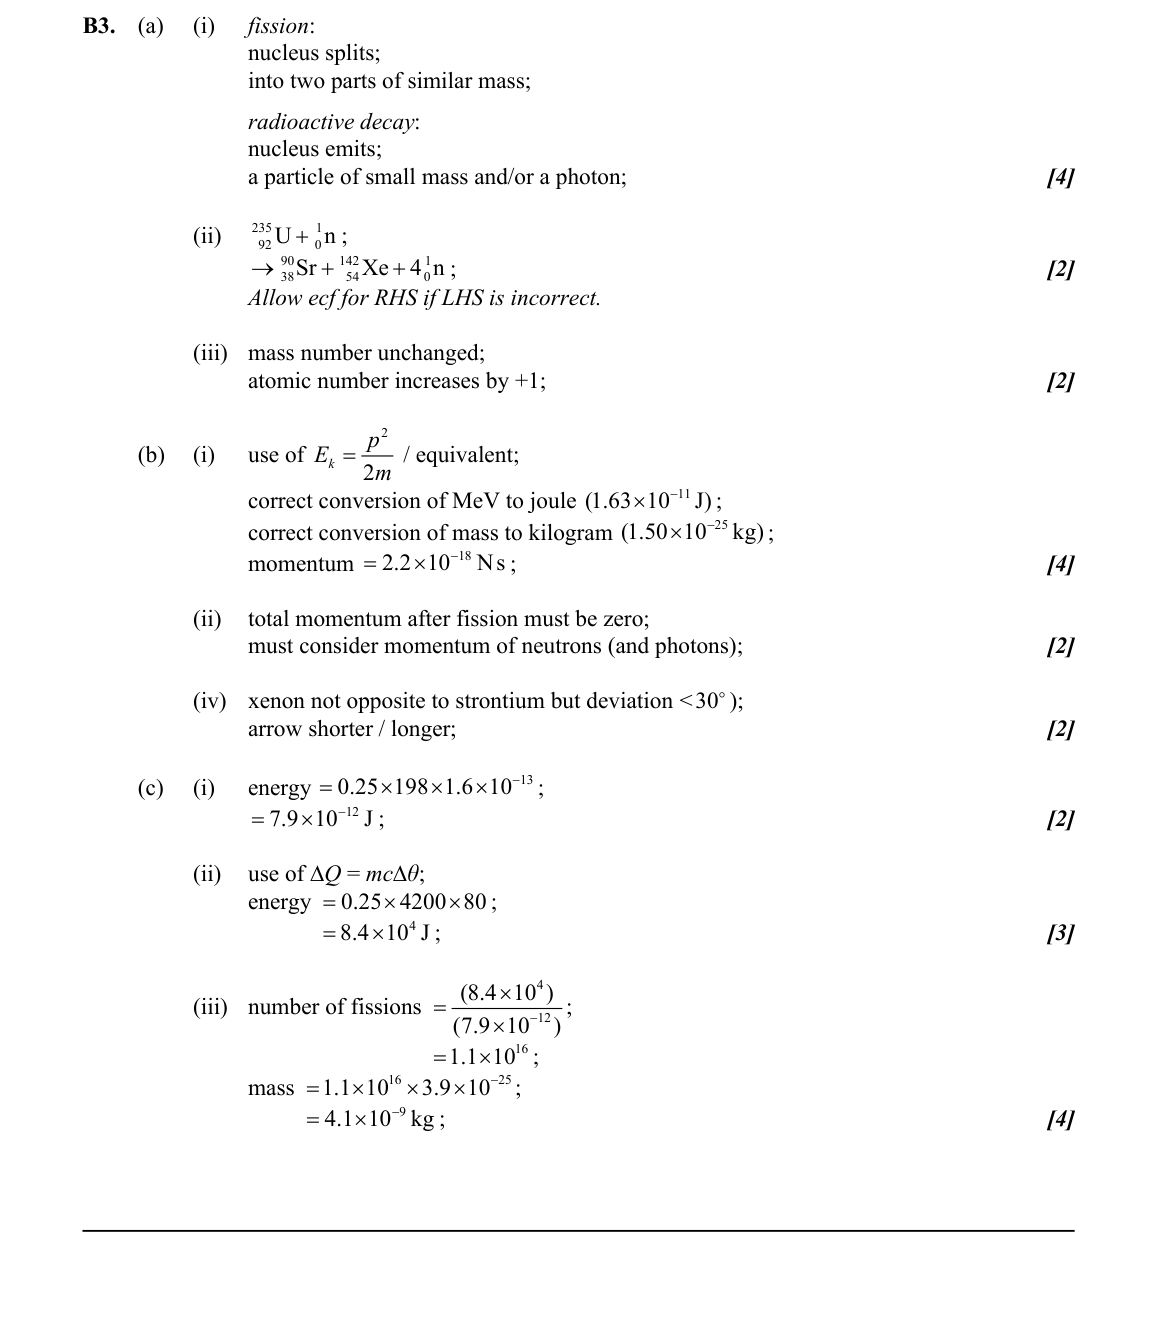 B3. (a) (i) fission:
nucleus splits;
into two parts of similar mass;
radioactive decay:
nucleus emits;
a particle of small mass and/or a photon; [4]
(ii) ²³⁵₉₂U + ¹₀n ;
→ ⁹⁰₃₈Sr + ¹⁴²₅₄Xe + 4¹₀n ; [2]
Allow ecf for RHS if LHS is incorrect.
(iii) mass number unchanged;
atomic number increases by +1; [2]
(b) (i) use of Eₖ = p²/2m / equivalent;
correct conversion of MeV to joule (1.63×10⁻¹¹ J) ;
correct conversion of mass to kilogram (1.50×10⁻²⁵ kg) ;
momentum = 2.2×10⁻¹⁸ N s ; [4]
(ii) total momentum after fission must be zero;
must consider momentum of neutrons (and photons); [2]
(iv) xenon not opposite to strontium but deviation <30° );
arrow shorter / longer; [2]
(c) (i) energy = 0.25×198×1.6×10⁻¹³ ;
= 7.9×10⁻¹² J ; [2]
(ii) use of ΔQ = mcΔθ;
energy = 0.25×4200×80 ;
= 8.4×10⁴ J ; [3]
(iii) number of fissions = (8.4×10⁴)/(7.9×10⁻¹²) ;
=1.1×10¹⁶ ;
mass =1.1×10¹⁶ ×3.9×10⁻²⁵ ;
= 4.1×10⁻⁹ kg ; [4]